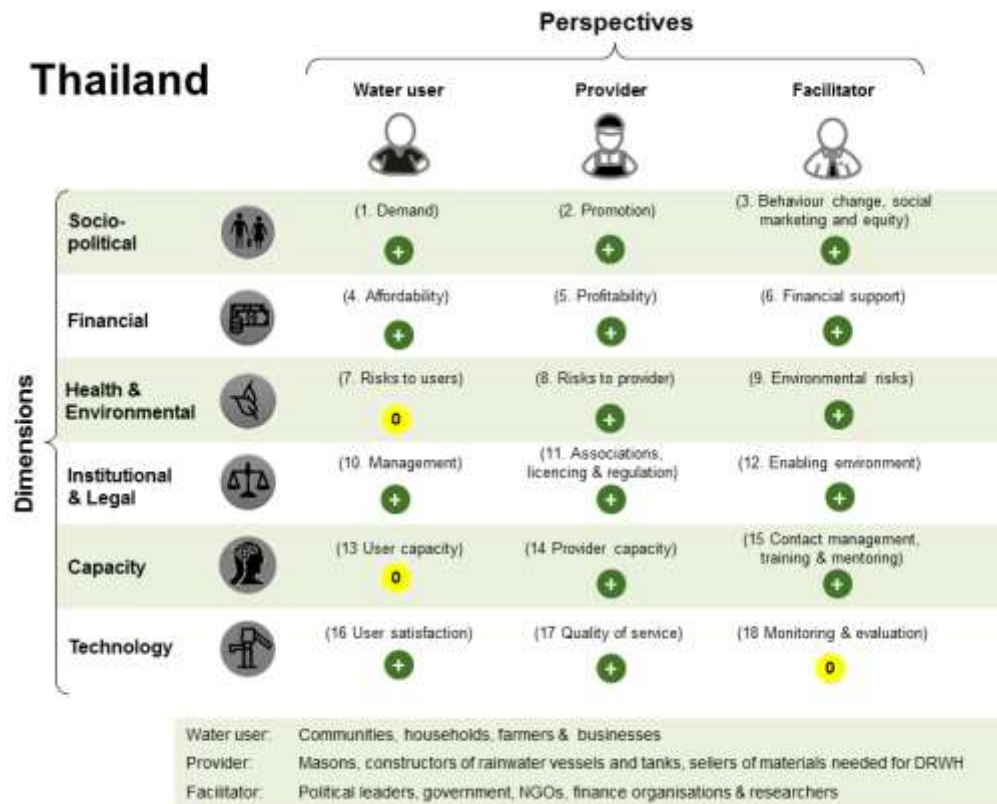 Perspectives
Thailand
Water user Provider Facilitator
Socio-
political
(1. Demand)
+
(2. Promotion)
+
(3. Behaviour change, social
marketing and equity)
+
Financial
(4. Affordability)
+
(5. Profitability)
+
(6. Financial support)
+
Dimensions
Health &
Environmental
(7. Risks to users)
0
(8. Risks to provider)
+
(9. Environmental risks)
+
Institutional
& Legal
(10. Management)
+
(11. Associations,
licencing & regulation)
+
(12. Enabling environment)
+
Capacity
(13 User capacity)
0
(14 Provider capacity)
+
(15 Contact management,
training & mentoring)
+
Technology
(16 User satisfaction)
+
(17 Quality of service)
+
(18 Monitoring & evaluation)
0
Water user: Communities, households, farmers & businesses
Provider: Masons, constructors of rainwater vessels and tanks, sellers of materials needed for DRWH
Facilitator: Political leaders, government, NGOs, finance organisations & researchers